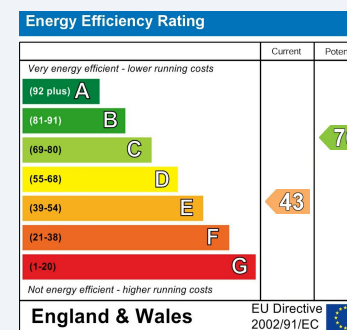 Energy Efficiency Rating
Current
Very energy efficient - lower running costs
(92 plus) A
(81-91) B
(69-80) C
(55-68) D
(39-54) E
43
(21-38) F
(1-20) G
Not energy efficient - higher running costs
England & Wales
EU Directive
2002/91/EC